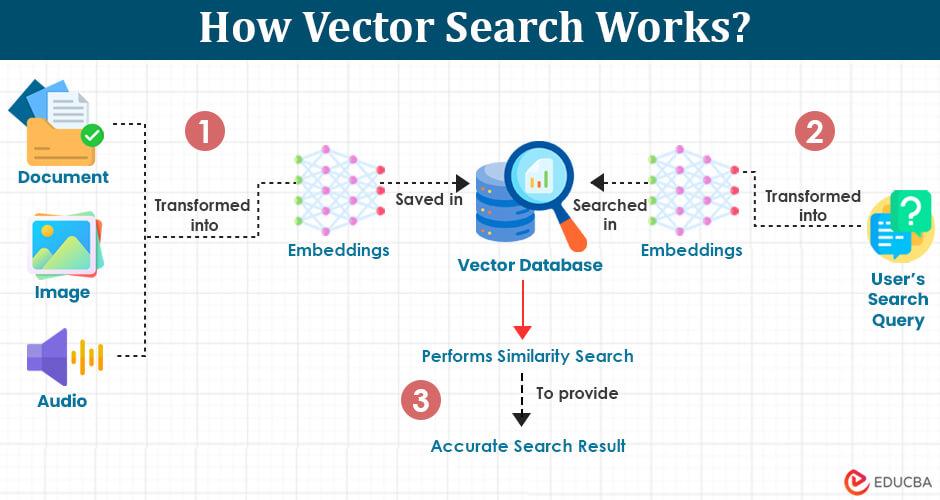 How Vector Search Works?
1
2
Document
Transformed
into
Embeddings
Saved in
Vector Database
Searched
in
Embeddings
Transformed
into
User's
Search
Query
Image
Audio
Performs Similarity Search
3
To provide
Accurate Search Result
EDUCBA
?